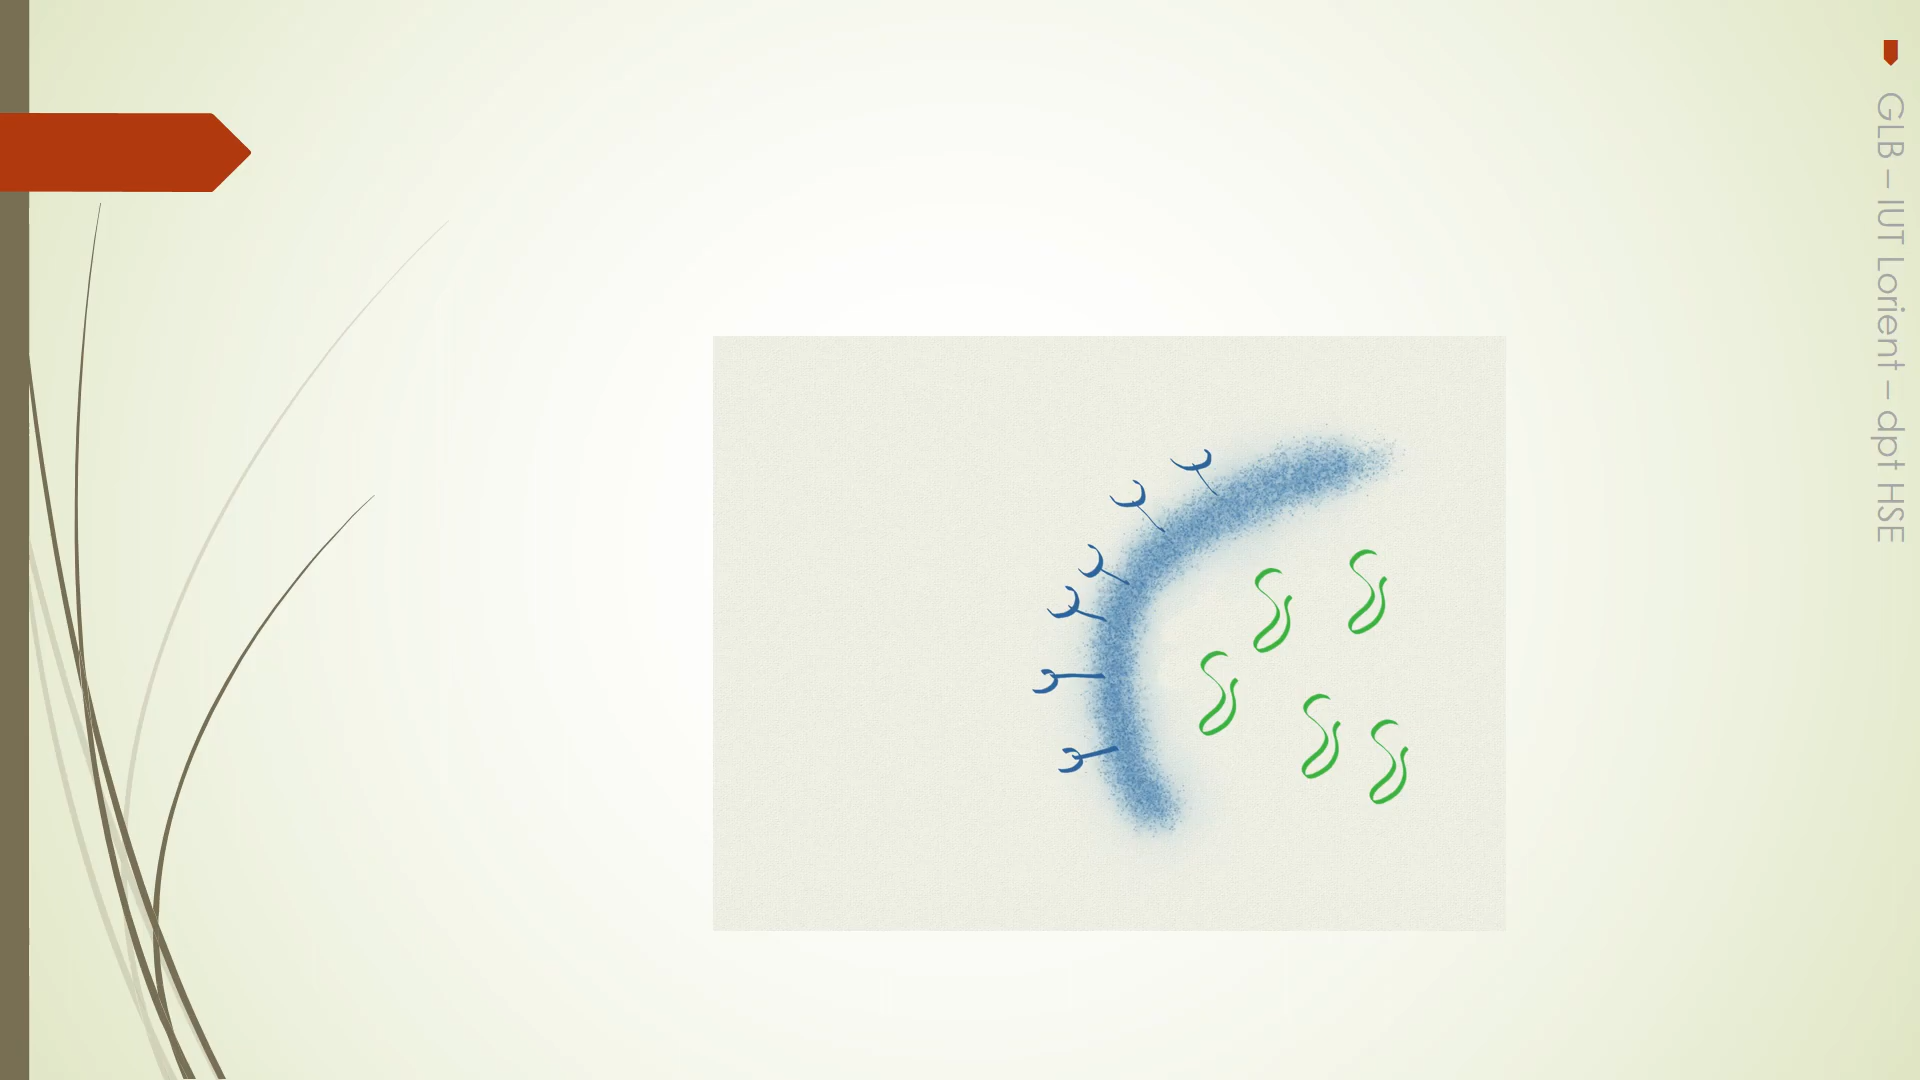 GLB – IUT Lorient – dpt HSE